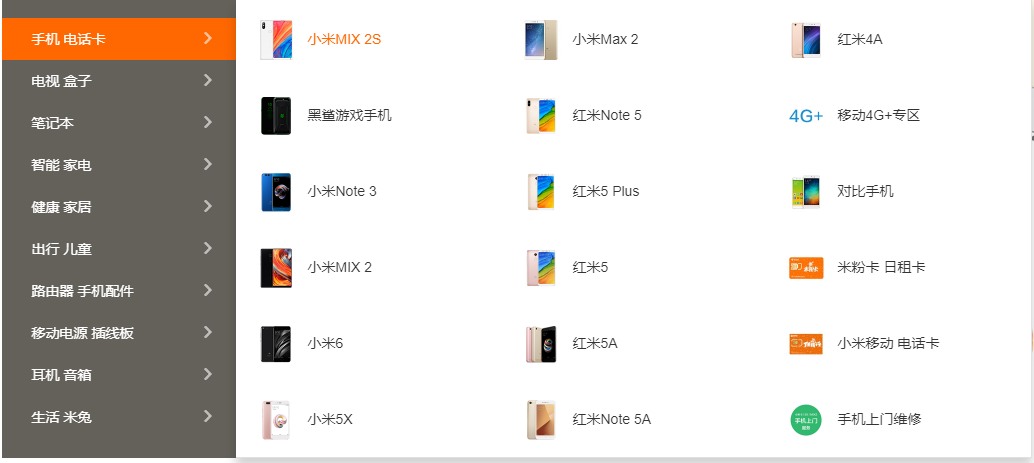 手机 电话卡
电视 盒子
笔记本
智能 家电
健康 家居
出行 儿童
路由器 手机配件
移动电源 插线板
耳机 音箱
生活 米兔
小米MIX 2S
黑鲨游戏手机
小米Note 3
小米MIX 2
小米6
小米5X
小米Max 2
红米Note 5
红米5 Plus
红米5
红米5A
红米Note 5A
红米4A
4G+ 移动4G+专区
对比手机
米粉卡 米粉卡 日租卡
小米移动 电话卡
手机上门 手机上门维修